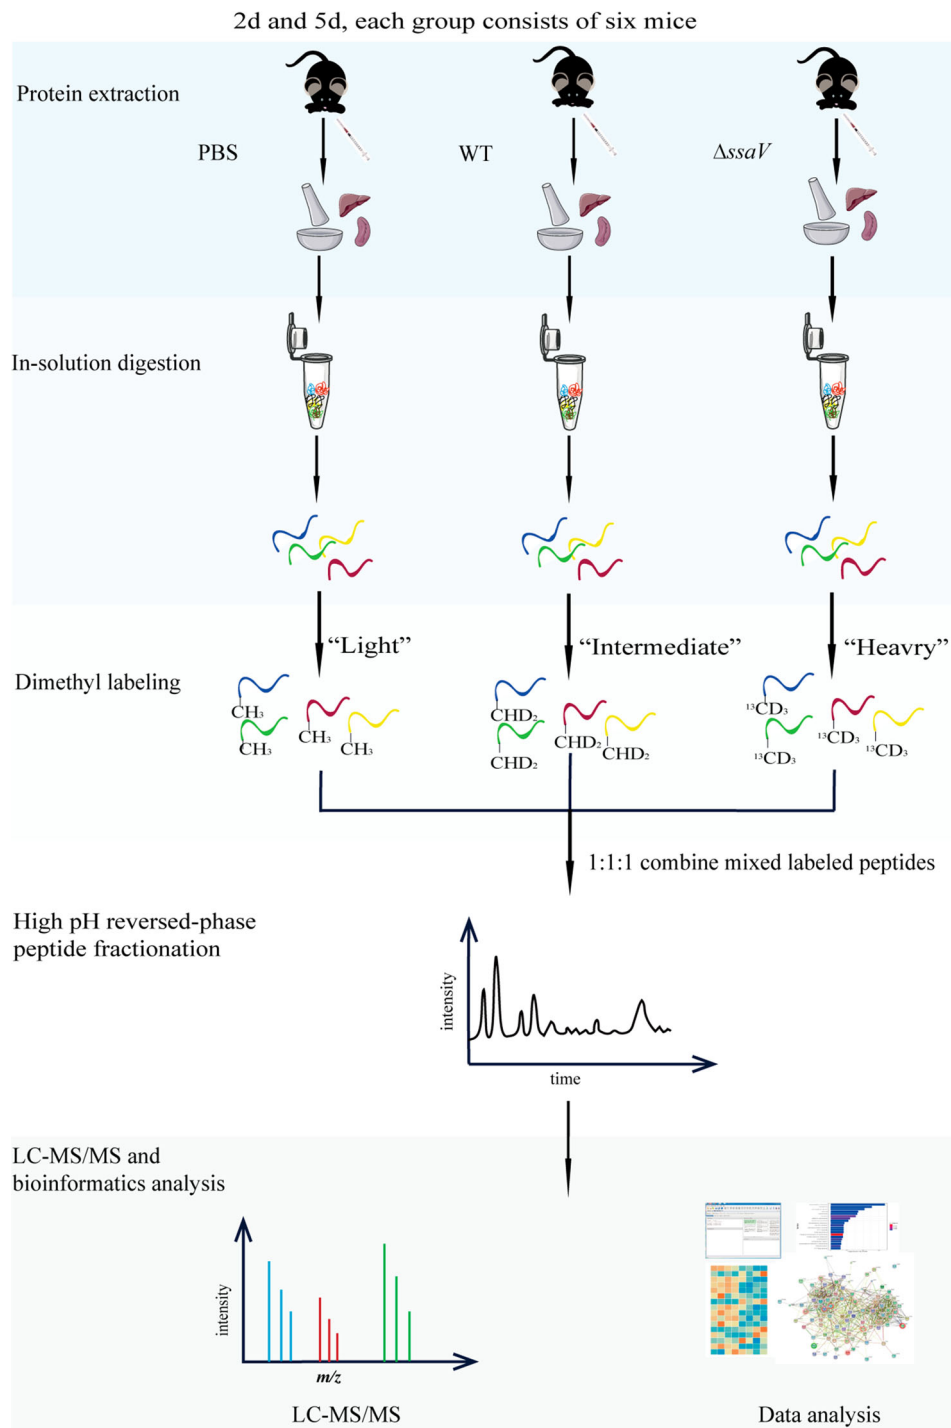 2d and 5d, each group consists of six mice
Protein extraction
PBS
WT
ΔssaV
In-solution digestion
“Light”
“Intermediate”
“Heavry”
Dimethyl labeling
CH₃
CH₃
CH₃
CH₃
CHD₂
CHD₂
CHD₂
CHD₂
¹³CD₃
¹³CD₃
¹³CD₃
¹³CD₃
1:1:1 combine mixed labeled peptides
High pH reversed-phase
peptide fractionation
intensity
time
LC-MS/MS and
bioinformatics analysis
intensity
m/z
LC-MS/MS
Data analysis